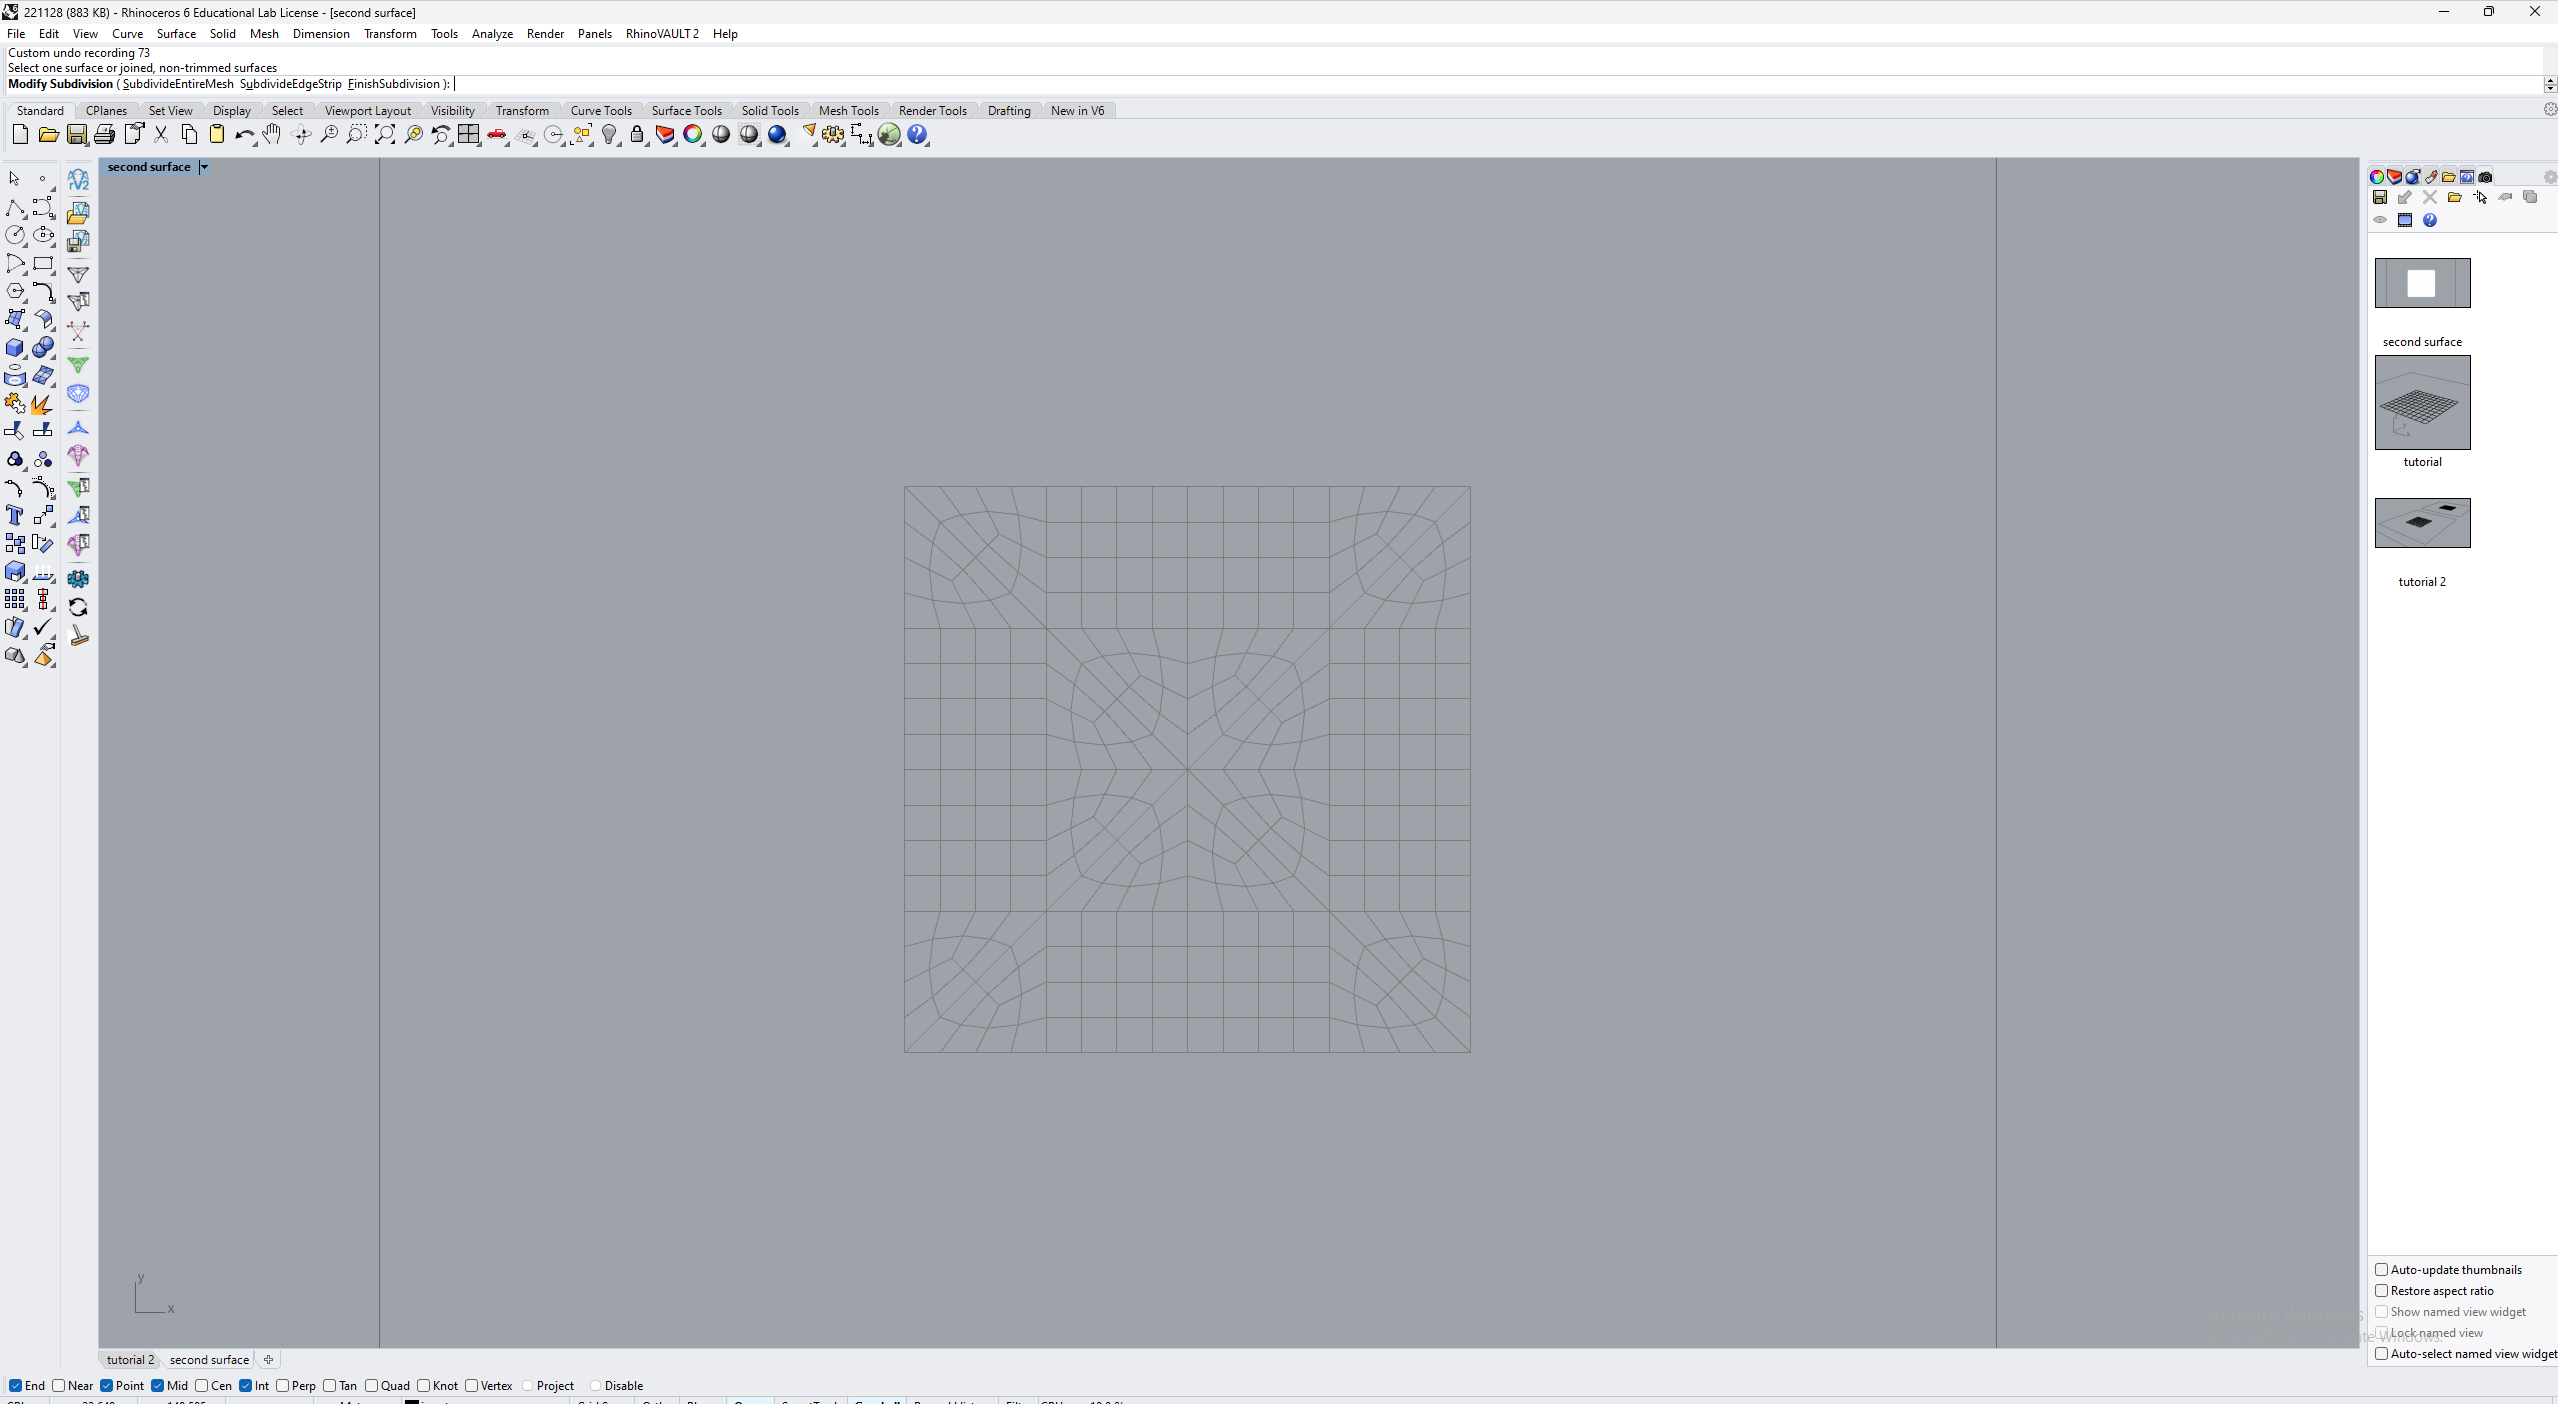 221128 (883 KB) - Rhinoceros 6 Educational Lab License - [second surface]
File Edit View Curve Surface Solid Mesh Dimension Transform Tools Analyze Render Panels RhinoVAULT 2 Help
Custom undo recording 73
Select one surface or joined, non-trimmed surfaces
Modify Subdivision ( SubdivideEntireMesh SubdivideEdgeStrip FinishSubdivision ):
Standard CPlanes Set View Display Select Viewport Layout Visibility Transform Curve Tools Surface Tools Solid Tools Mesh Tools Render Tools Drafting New in V6
second surface
rV2
second surface
tutorial
tutorial 2
y
x
Auto-update thumbnails
Restore aspect ratio
Show named view widget
Lock named view
Auto-select named view widget
Activate Windows
tutorial 2 second surface
End Near Point Mid Cen Int Perp Tan Quad Knot Vertex Project Disable